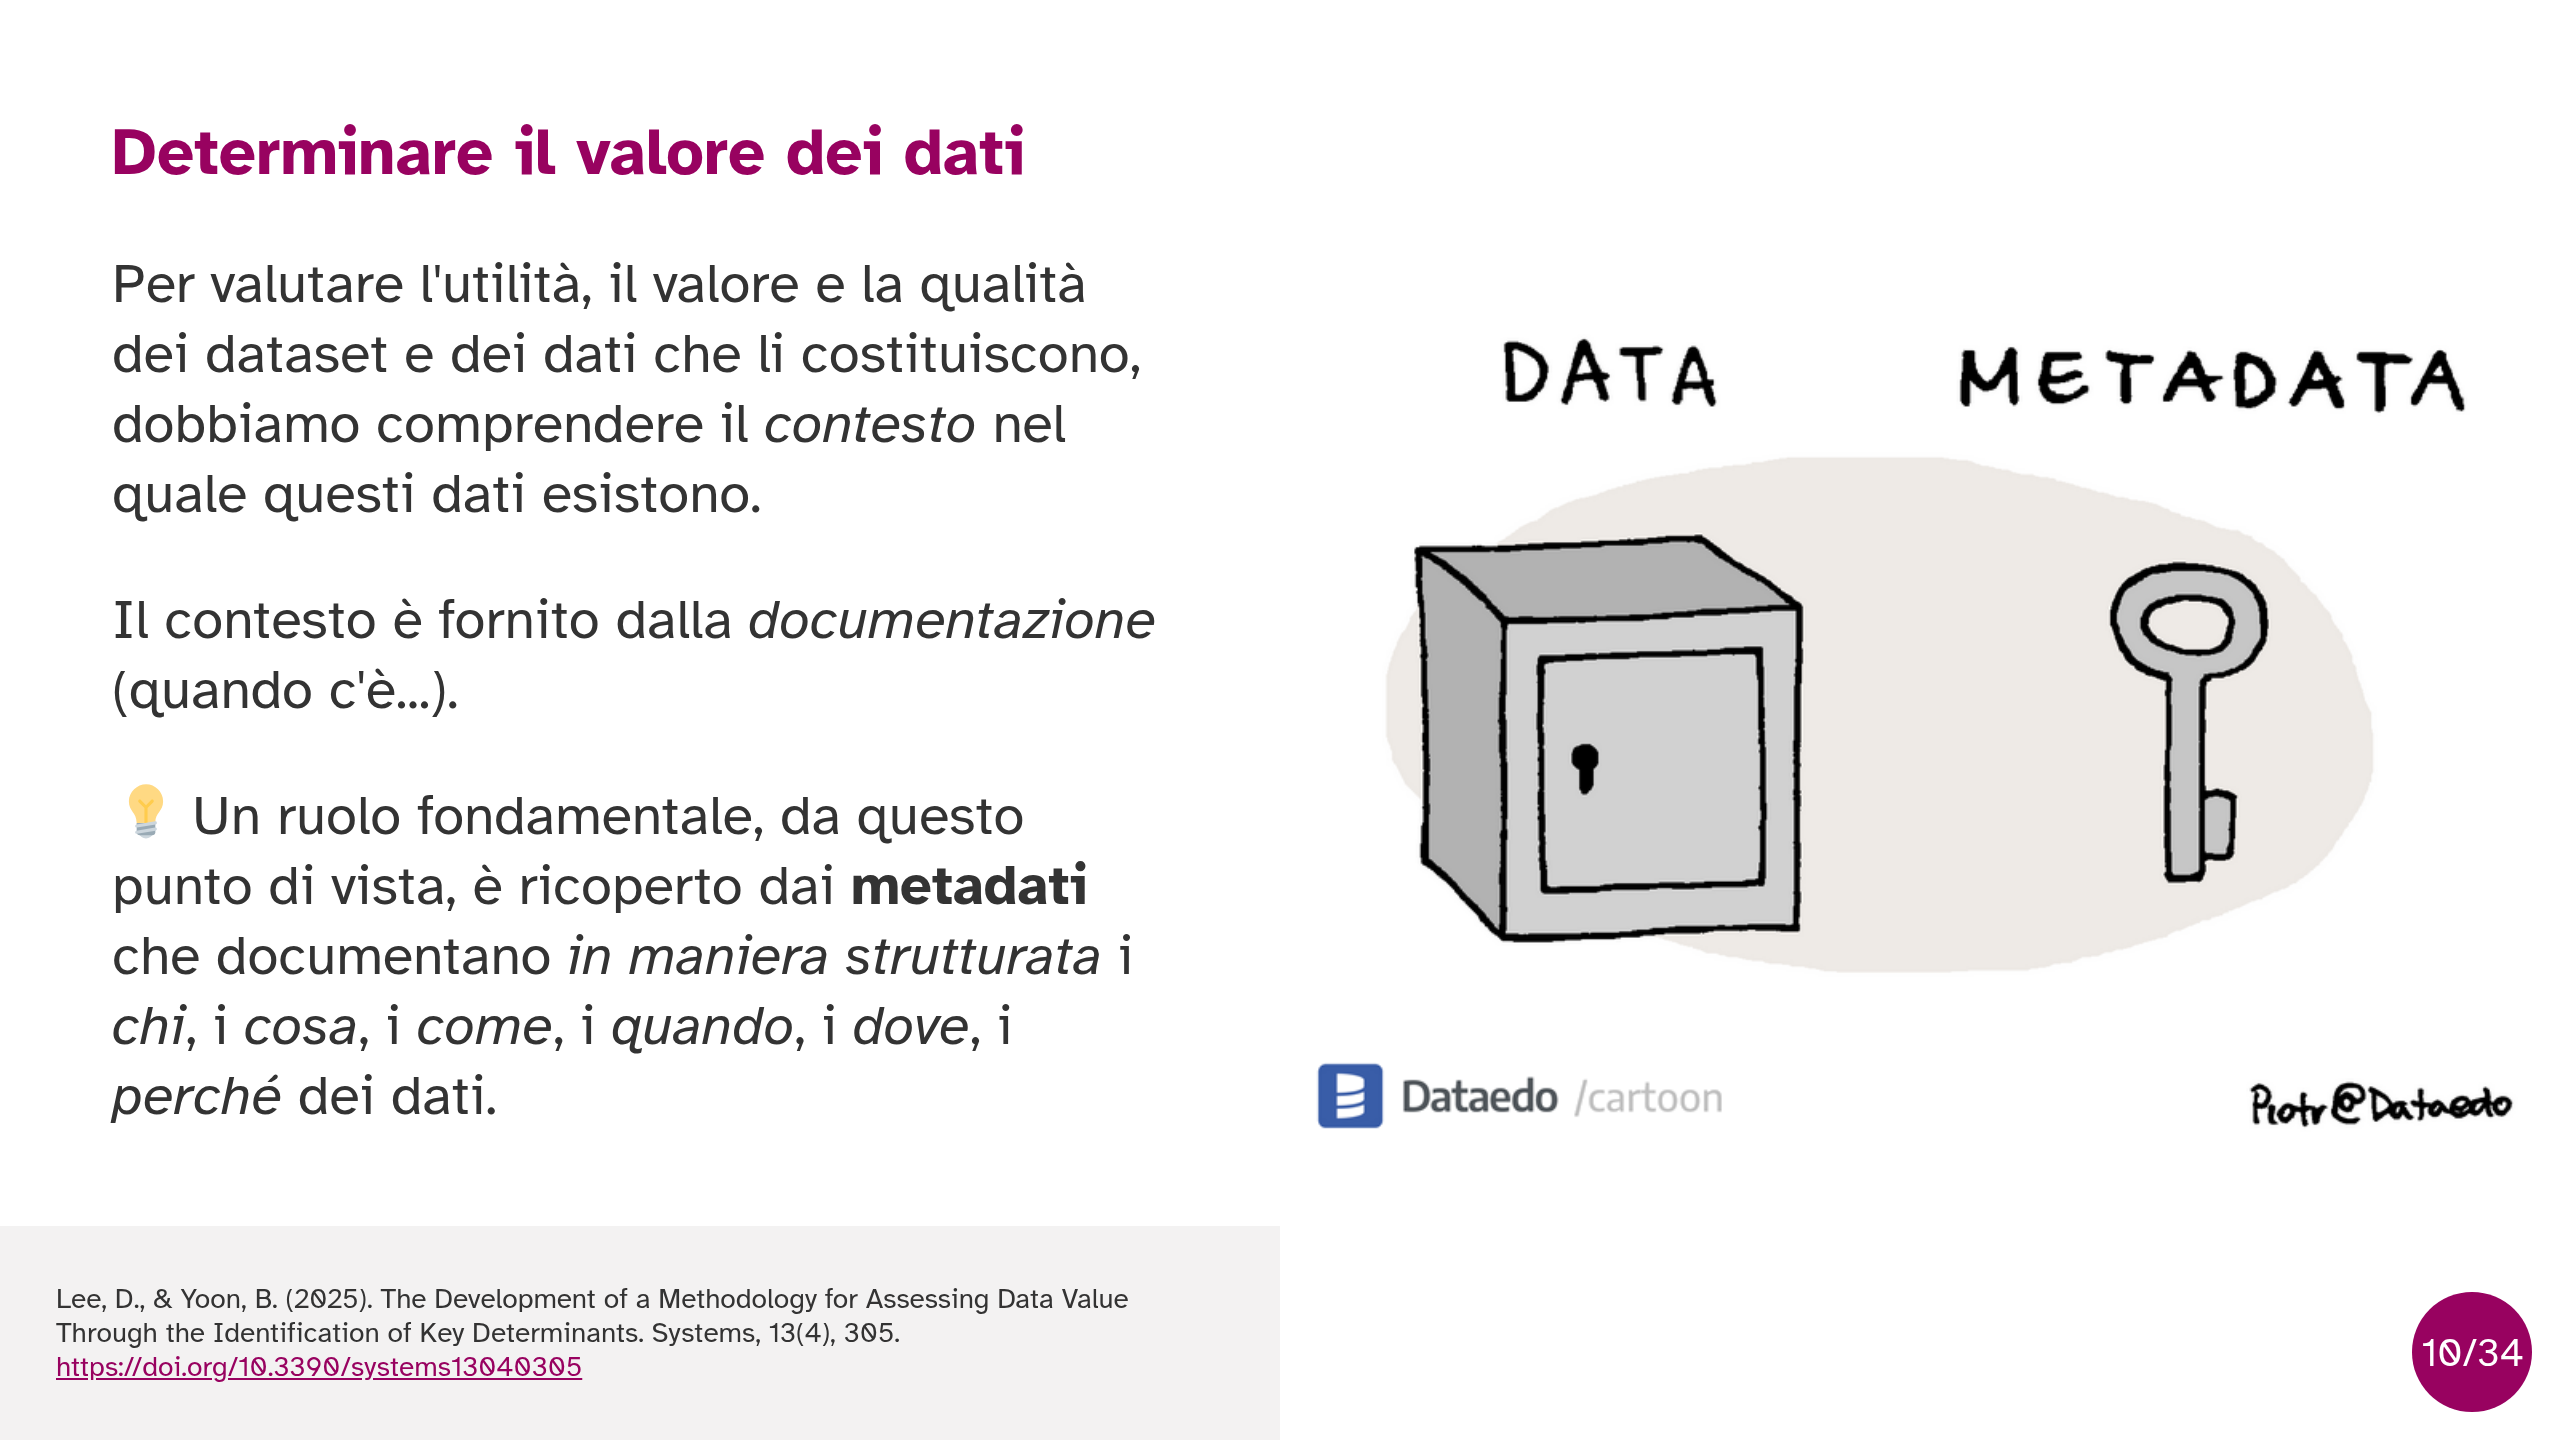 Determinare il valore dei dati
Per valutare l'utilità, il valore e la qualità
dei dataset e dei dati che li costituiscono,
dobbiamo comprendere il contesto nel
quale questi dati esistono.
Il contesto è fornito dalla documentazione
(quando c'è...).
💡 Un ruolo fondamentale, da questo
punto di vista, è ricoperto dai metadati
che documentano in maniera strutturata i
chi, i cosa, i come, i quando, i dove, i
perché dei dati.
DATA
METADATA
Dataedo /cartoon
Piotr@Dataedo
Lee, D., & Yoon, B. (2025). The Development of a Methodology for Assessing Data Value
Through the Identification of Key Determinants. Systems, 13(4), 305.
https://doi.org/10.3390/systems13040305
10/34